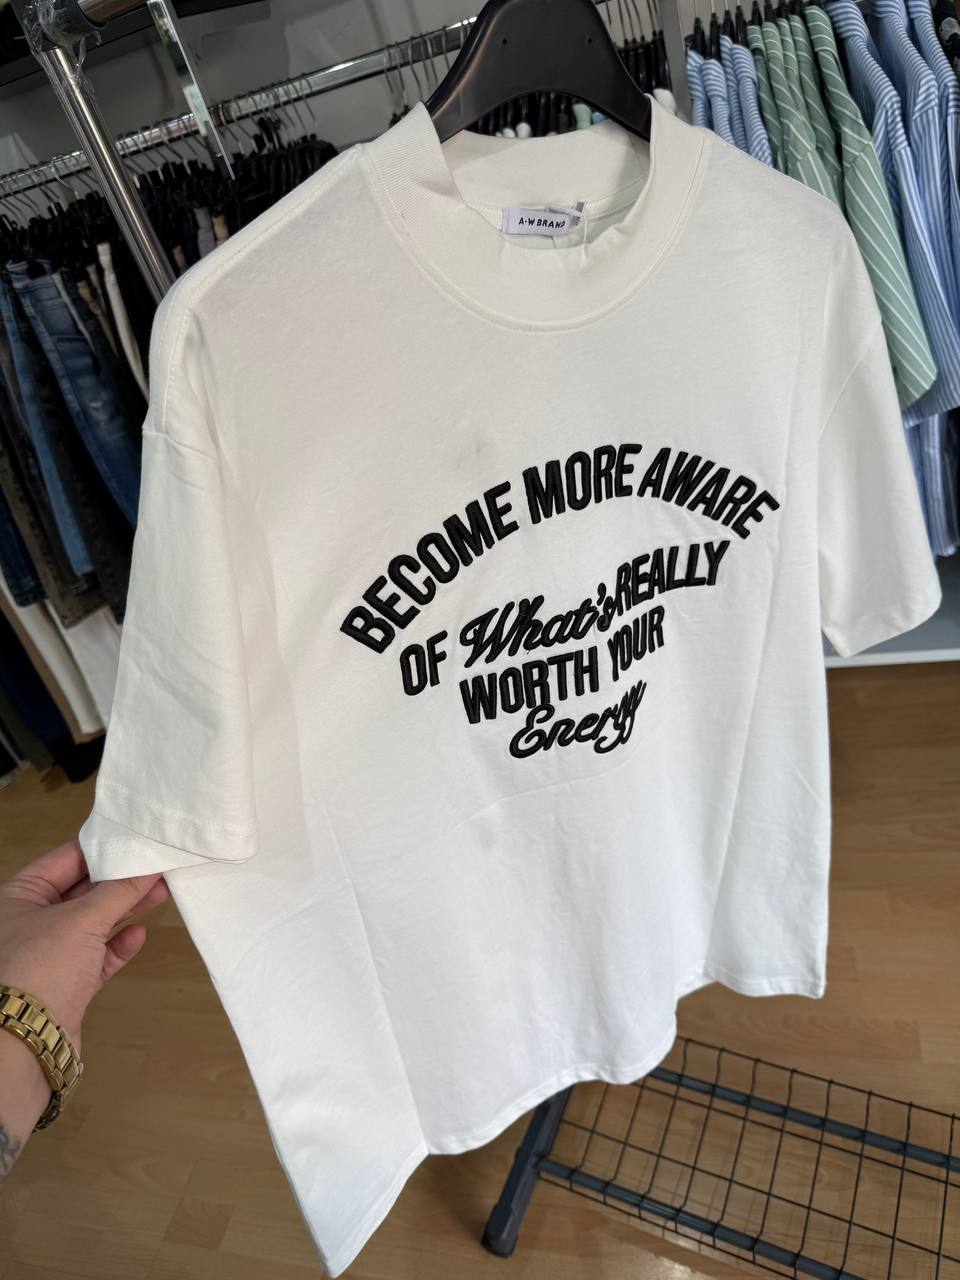 A·W BRAND
BECOME MORE AWARE
OF What's REALLY
WORTH YOUR
Energy